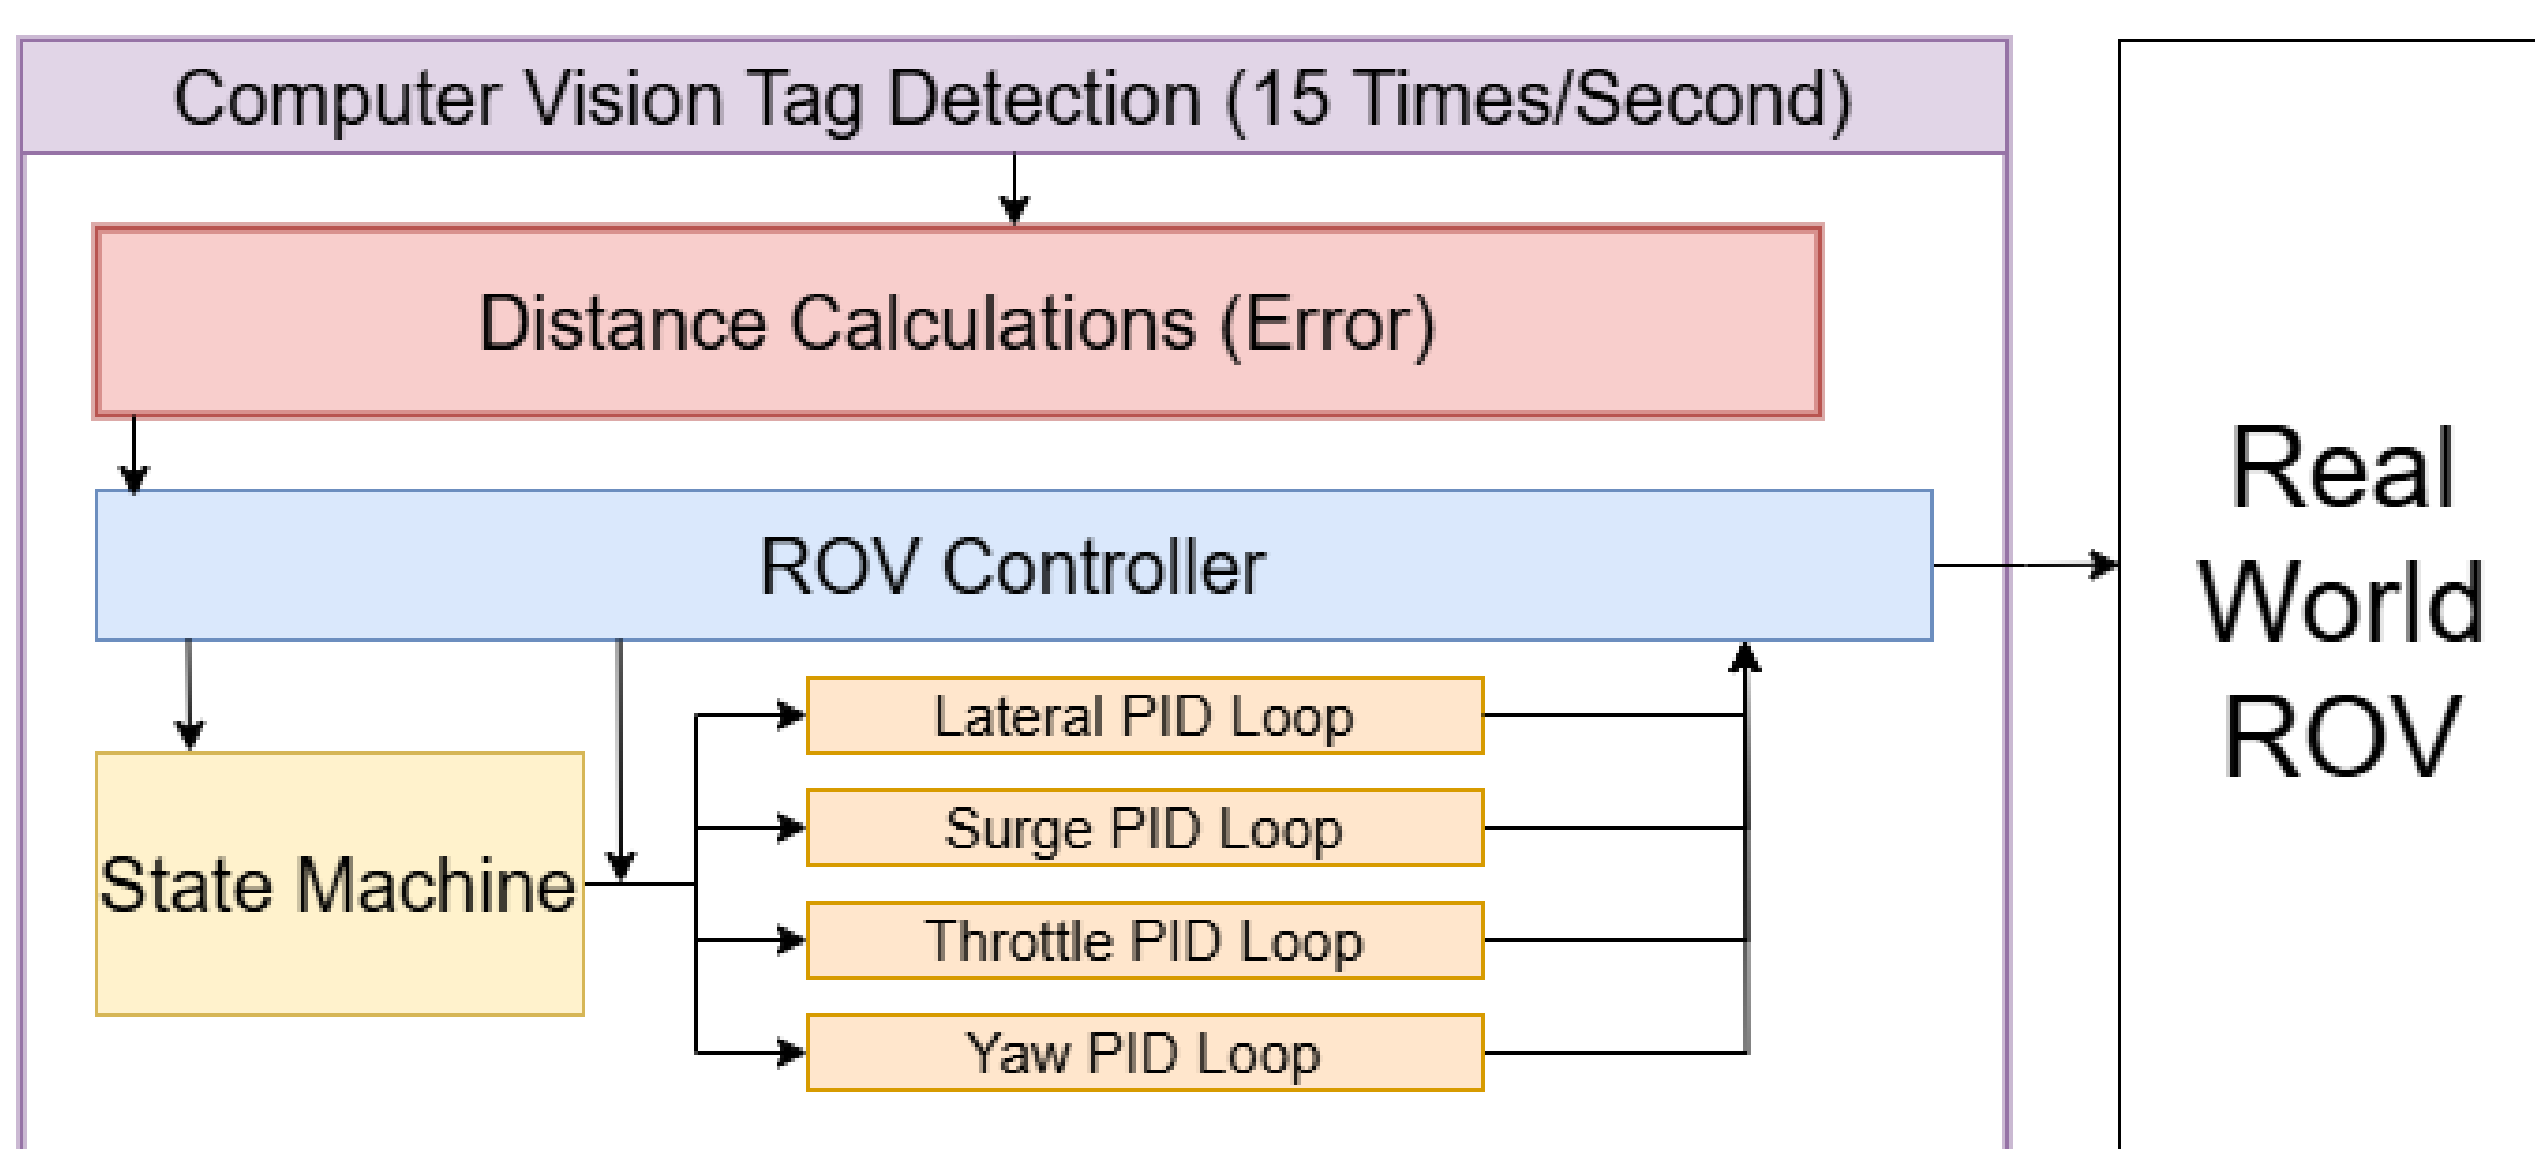 Computer Vision Tag Detection (15 Times/Second)
Distance Calculations (Error)
ROV Controller
State Machine
Lateral PID Loop
Surge PID Loop
Throttle PID Loop
Yaw PID Loop
Real
World
ROV